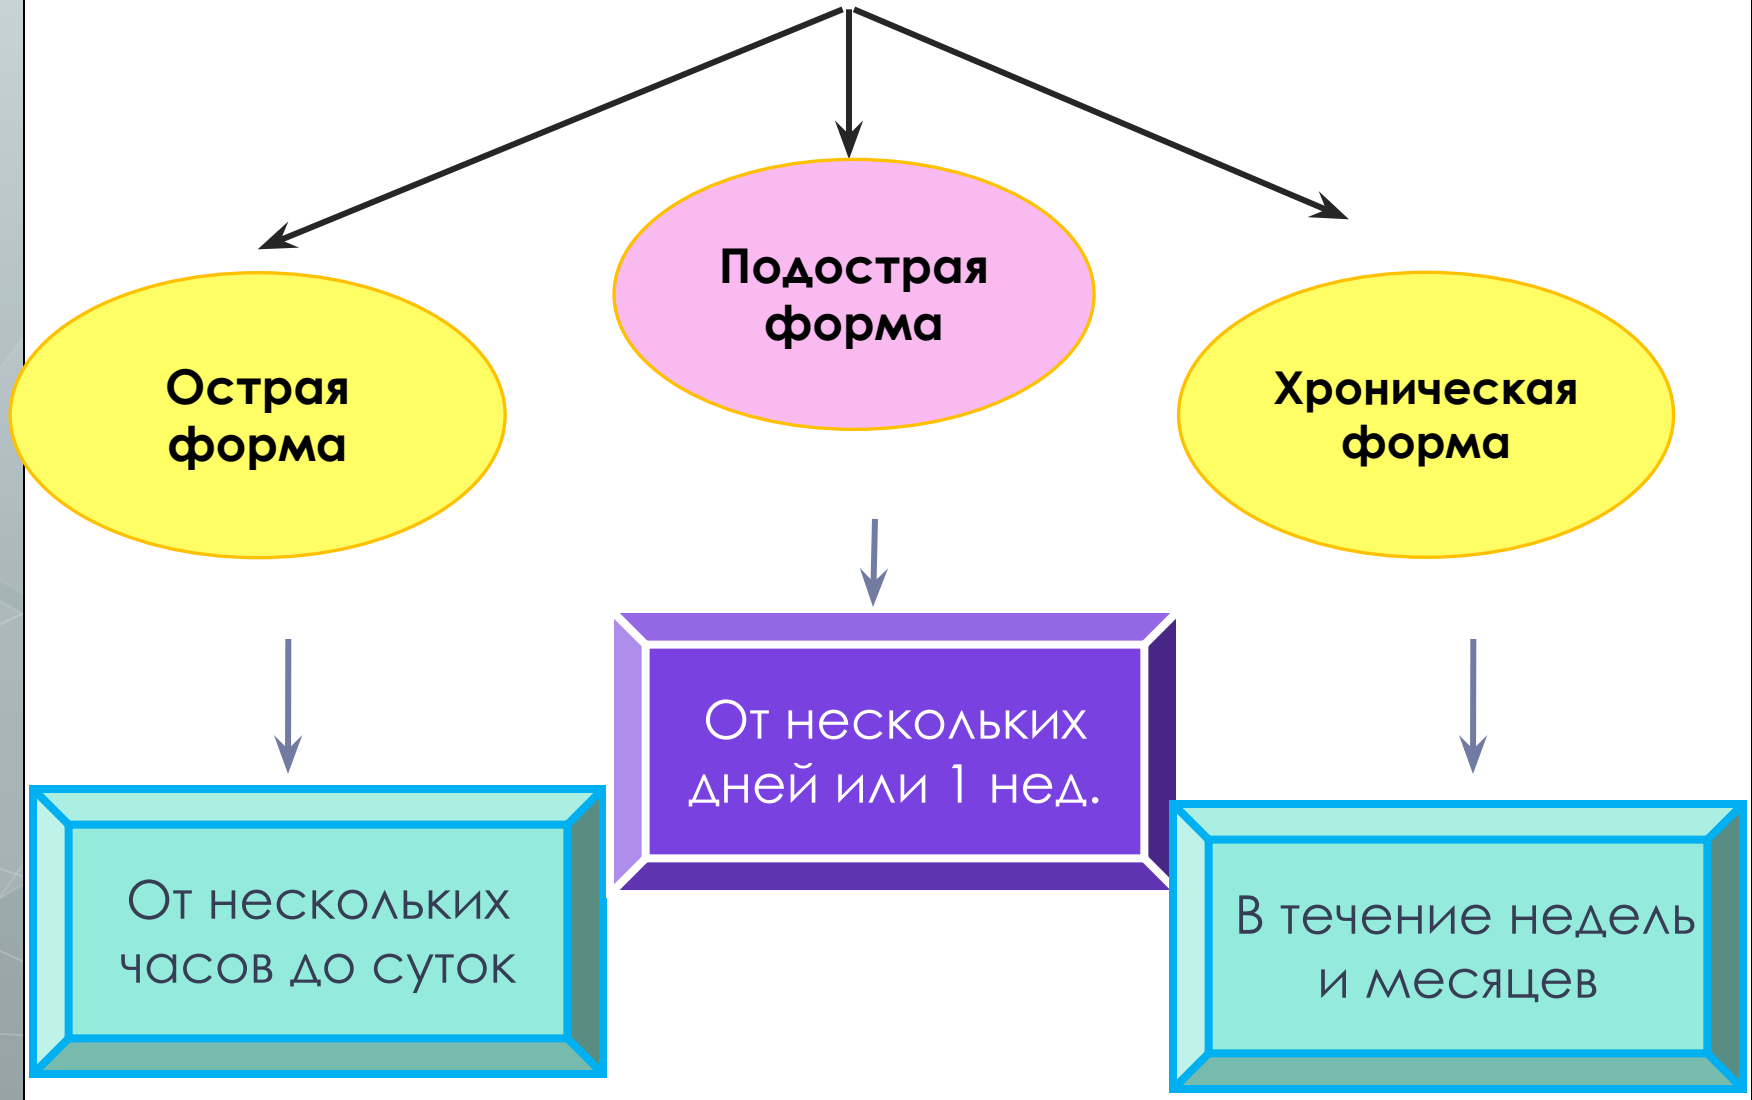 Подострая
форма
Острая
форма
Хроническая
форма
От нескольких
дней или 1 нед.
От нескольких
часов до суток
В течение недель
и месяцев